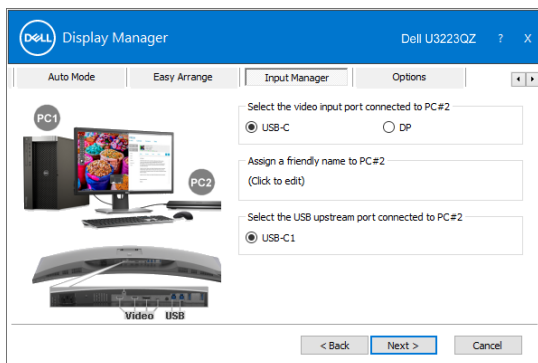 DELL Display Manager
Dell U3223QZ ? X
Auto Mode Easy Arrange Input Manager Options
PC1
PC2
Video USB
Select the video input port connected to PC#2
USB-C DP
Assign a friendly name to PC#2
(Click to edit)
Select the USB upstream port connected to PC#2
USB-C1
< Back Next > Cancel